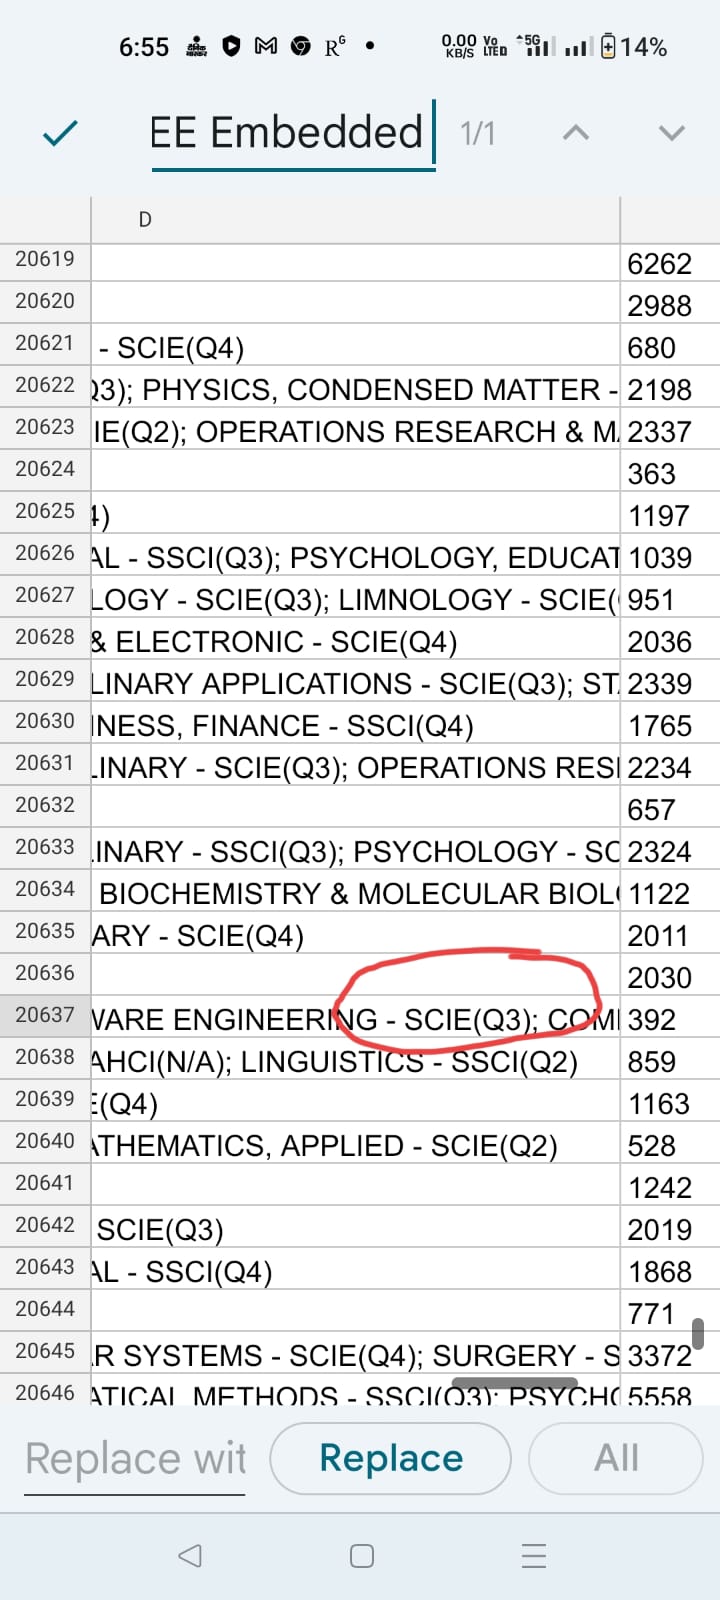 6:55 M R G 0.00 KB/S Vo LTED 5G 14%
EE Embedded 1/1
D
20619 6262
20620 2988
20621 - SCIE(Q4) 680
20622 Q3); PHYSICS, CONDENSED MATTER - 2198
20623 IE(Q2); OPERATIONS RESEARCH & MA 2337
20624 363
20625 4) 1197
20626 AL - SSCI(Q3); PSYCHOLOGY, EDUCAT 1039
20627 LOGY - SCIE(Q3); LIMNOLOGY - SCIE( 951
20628 & ELECTRONIC - SCIE(Q4) 2036
20629 LINARY APPLICATIONS - SCIE(Q3); ST 2339
20630 INESS, FINANCE - SSCI(Q4) 1765
20631 LINARY - SCIE(Q3); OPERATIONS RES 2234
20632 657
20633 LINARY - SSCI(Q3); PSYCHOLOGY - SC 2324
20634 BIOCHEMISTRY & MOLECULAR BIOL 1122
20635 ARY - SCIE(Q4) 2011
20636 2030
20637 WARE ENGINEERING - SCIE(Q3); COM 392
20638 AHCI(N/A); LINGUISTICS - SSCI(Q2) 859
20639 E(Q4) 1163
20640 ATHEMATICS, APPLIED - SCIE(Q2) 528
20641 1242
20642 SCIE(Q3) 2019
20643 AL - SSCI(Q4) 1868
20644 771
20645 R SYSTEMS - SCIE(Q4); SURGERY - S 3372
20646 ATICAL METHODS - SSCI(Q3); PSYCHO 5558
Replace wit Replace All